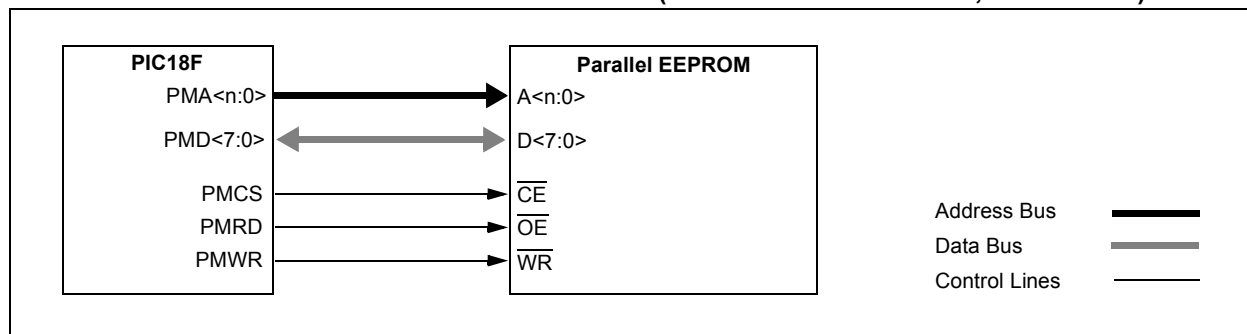 PIC18F
Parallel EEPROM
PMA<n:0>
A<n:0>
PMD<7:0>
D<7:0>
PMCS
CE
PMRD
OE
PMWR
WR
Address Bus
Data Bus
Control Lines